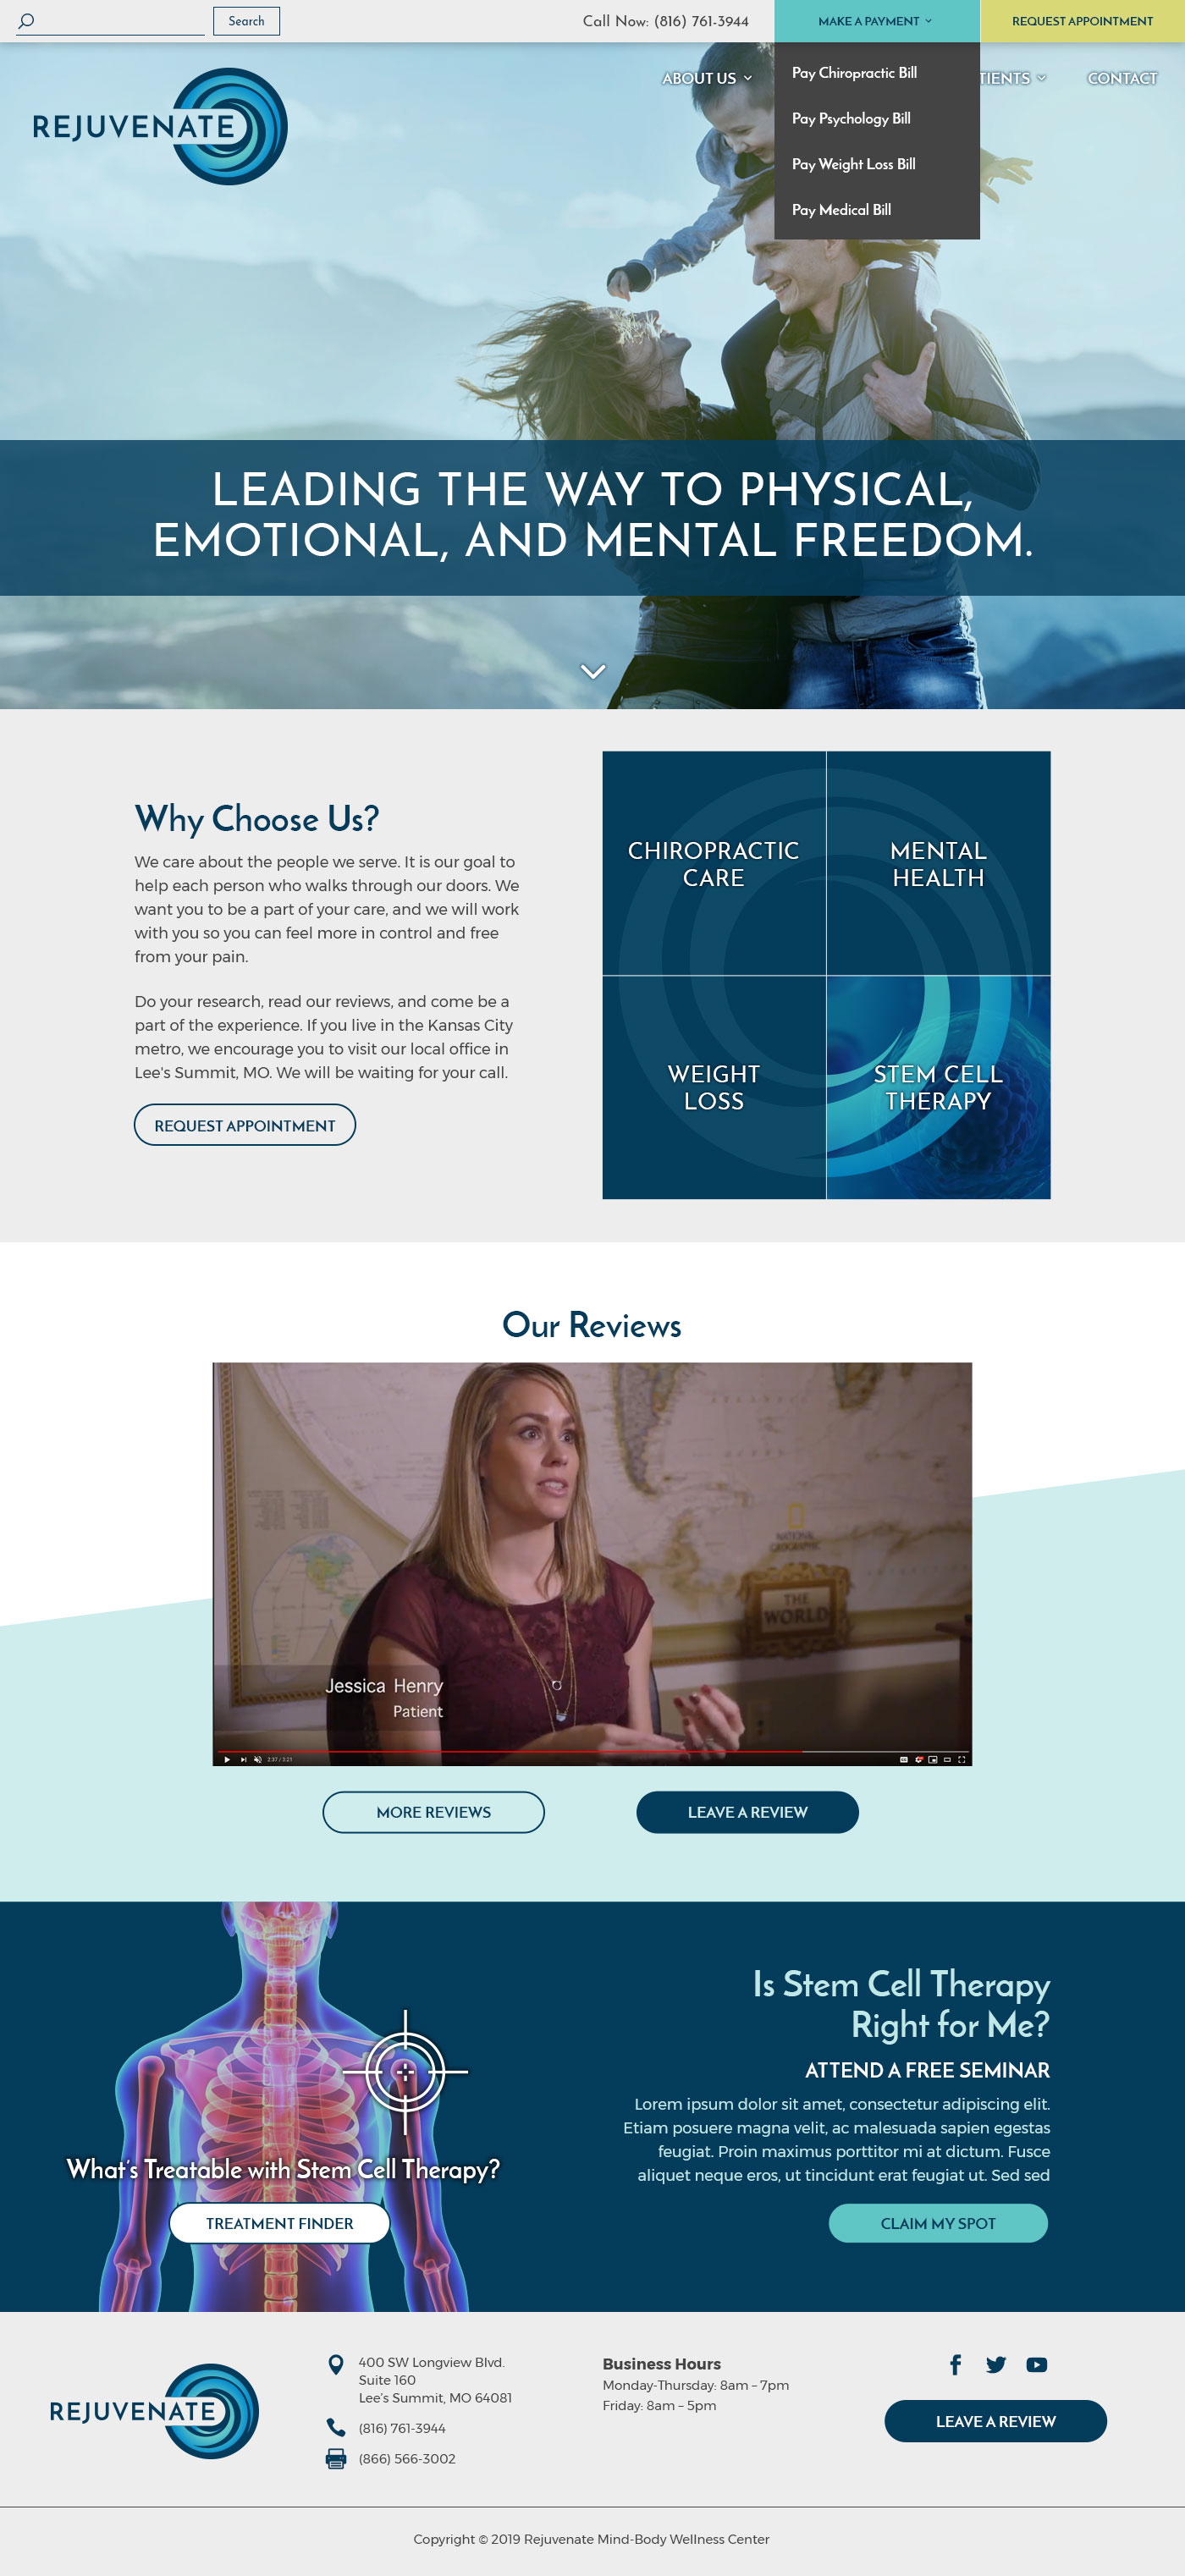 Search
Call Now: (816) 761-3944
MAKE A PAYMENT
REQUEST APPOINTMENT
REJUVENATE
ABOUT US
CONTACT
Pay Chiropractic Bill
Pay Psychology Bill
Pay Weight Loss Bill
Pay Medical Bill
LEADING THE WAY TO PHYSICAL,
EMOTIONAL, AND MENTAL FREEDOM.
Why Choose Us?
We care about the people we serve. It is our goal to
help each person who walks through our doors. We
want you to be a part of your care, and we will work
with you so you can feel more in control and free
from your pain.
Do your research, read our reviews, and come be a
part of the experience. If you live in the Kansas City
metro, we encourage you to visit our local office in
Lee's Summit, MO. We will be waiting for your call.
REQUEST APPOINTMENT
CHIROPRACTIC
CARE
MENTAL
HEALTH
WEIGHT
LOSS
STEM CELL
THERAPY
Our Reviews
NATIONAL
GEOGRAPHIC
THE
WORLD
Jessica Henry
Patient
2:37 / 3:21
MORE REVIEWS
LEAVE A REVIEW
What's Treatable with Stem Cell Therapy?
TREATMENT FINDER
Is Stem Cell Therapy
Right for Me?
ATTEND A FREE SEMINAR
Lorem ipsum dolor sit amet, consectetur adipiscing elit.
Etiam posuere magna velit, ac malesuada sapien egestas
feugiat. Proin maximus porttitor mi at dictum. Fusce
aliquet neque eros, ut tincidunt erat feugiat ut. Sed sed
CLAIM MY SPOT
REJUVENATE
400 SW Longview Blvd.
Suite 160
Lee's Summit, MO 64081
(816) 761-3944
(866) 566-3002
Business Hours
Monday-Thursday: 8am – 7pm
Friday: 8am – 5pm
LEAVE A REVIEW
Copyright © 2019 Rejuvenate Mind-Body Wellness Center